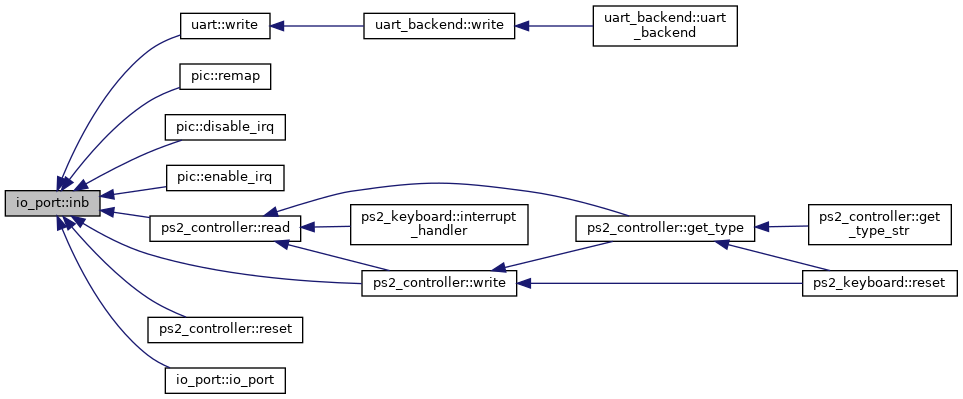 uart::write
uart_backend::write
uart_backend::uart
_backend
pic::remap
pic::disable_irq
pic::enable_irq
io_port::inb
ps2_controller::read
ps2_keyboard::interrupt
_handler
ps2_controller::get_type
ps2_controller::get
_type_str
ps2_controller::write
ps2_keyboard::reset
ps2_controller::reset
io_port::io_port